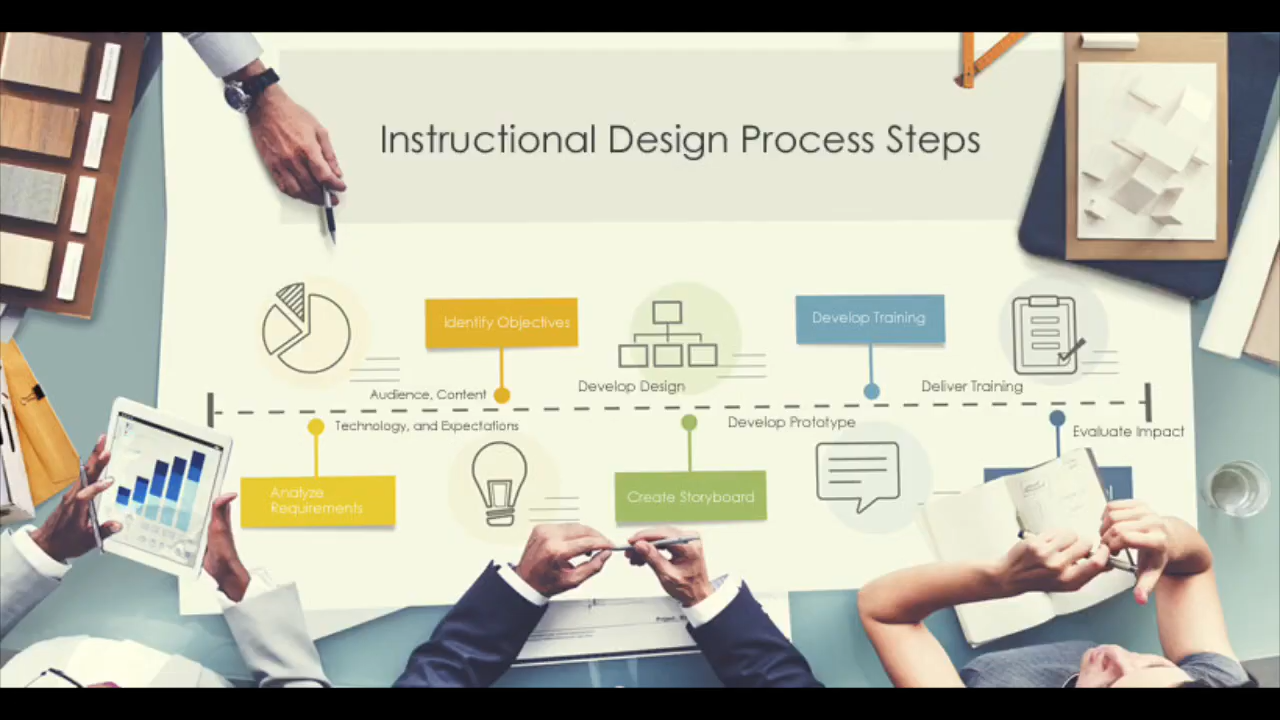 Instructional Design Process Steps
Identify Objectives
Develop Training
Audience, Content
Develop Design
Deliver Training
Technology, and Expectations
Develop Prototype
Evaluate Impact
Analyze
Requirements
Create Storyboard